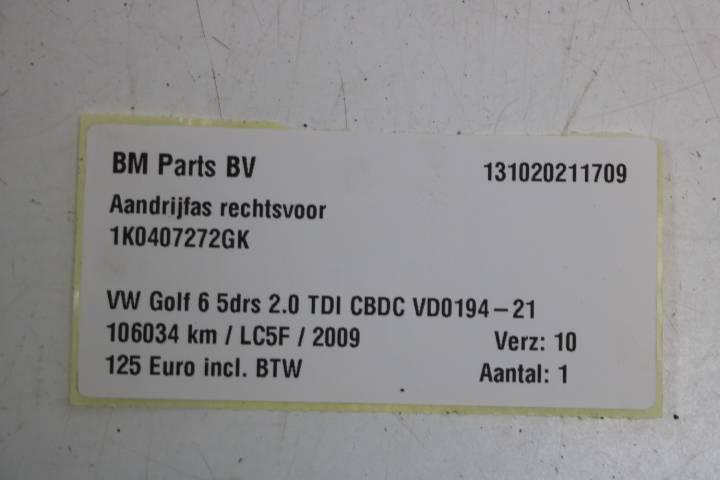 BM Parts BV 131020211709
Aandrijfas rechtsvoor
1K0407272GK
VW Golf 6 5drs 2.0 TDI CBDC VD0194-21
106034 km / LC5F / 2009 Verz: 10
125 Euro incl. BTW Aantal: 1